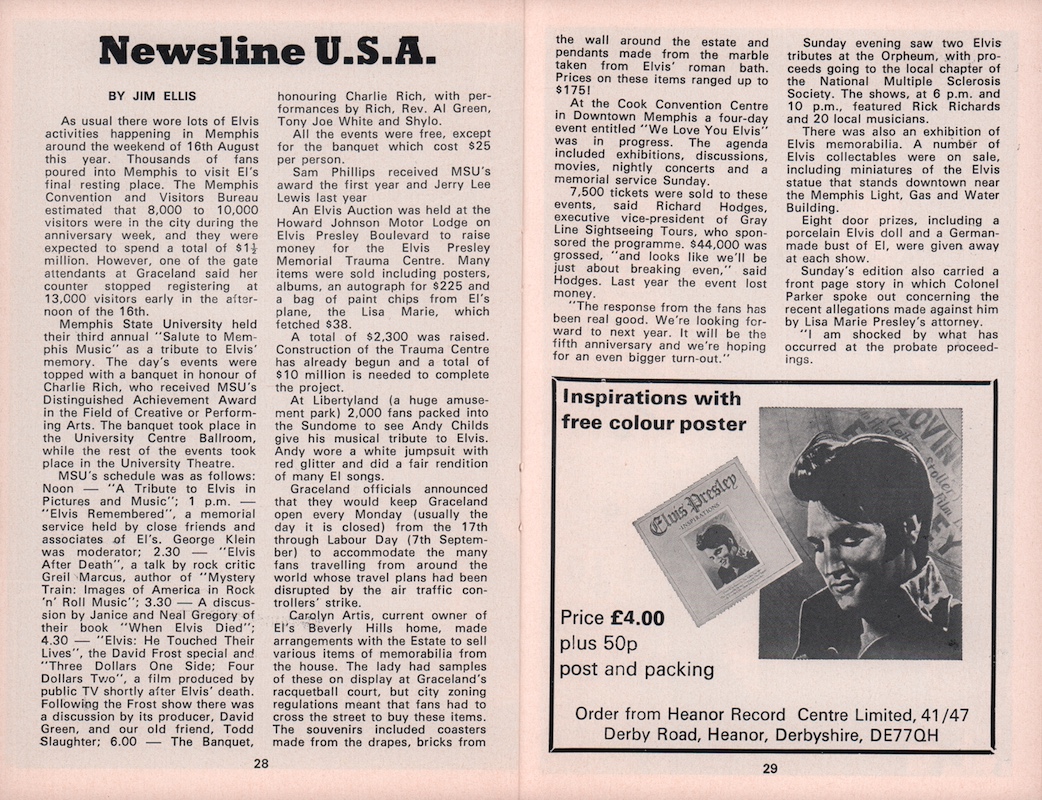 Newsline U.S.A.
BY JIM ELLIS
As usual there wore lots of Elvis
activities happening in Memphis
around the weekend of 16th August
this year. Thousands of fans
poured into Memphis to visit El's
final resting place. The Memphis
Convention and Visitors Bureau
estimated that 8,000 to 10,000
visitors were in the city during the
anniversary week, and they were
expected to spend a total of $1½
million. However, one of the gate
attendants at Graceland said her
counter stopped registering at
13,000 visitors early in the after-
noon of the 16th.
Memphis State University held
their third annual "Salute to Mem-
phis Music" as a tribute to Elvis'
memory. The day's events were
topped with a banquet in honour of
Charlie Rich, who received MSU's
Distinguished Achievement Award
in the Field of Creative or Perform-
ing Arts. The banquet took place in
the University Centre Ballroom,
while the rest of the events took
place in the University Theatre.
MSU's schedule was as follows:
Noon — "A Tribute to Elvis in
Pictures and Music"; 1 p.m. —
"Elvis Remembered", a memorial
service held by close friends and
associates of El's. George Klein
was moderator; 2.30 — "Elvis
After Death", a talk by rock critic
Greil Marcus, author of "Mystery
Train: Images of America in Rock
'n' Roll Music"; 3.30 — A discus-
sion by Janice and Neal Gregory of
their book "When Elvis Died";
4.30 — "Elvis: He Touched Their
Lives", the David Frost special and
"Three Dollars One Side; Four
Dollars Two", a film produced by
public TV shortly after Elvis' death.
Following the Frost show there was
a discussion by its producer, David
Green, and our old friend, Todd
Slaughter; 6.00 — The Banquet,
honouring Charlie Rich, with per-
formances by Rich, Rev. Al Green,
Tony Joe White and Shylo.
All the events were free, except
for the banquet which cost $25
per person.
Sam Phillips received MSU's
award the first year and Jerry Lee
Lewis last year
An Elvis Auction was held at the
Howard Johnson Motor Lodge on
Elvis Presley Boulevard to raise
money for the Elvis Presley
Memorial Trauma Centre. Many
items were sold including posters,
albums, an autograph for $225 and
a bag of paint chips from El's
plane, the Lisa Marie, which
fetched $38.
A total of $2,300 was raised.
Construction of the Trauma Centre
has already begun and a total of
$10 million is needed to complete
the project.
At Libertyland (a huge amuse-
ment park) 2,000 fans packed into
the Sundome to see Andy Childs
give his musical tribute to Elvis.
Andy wore a white jumpsuit with
red glitter and did a fair rendition
of many El songs.
Graceland officials announced
that they would keep Graceland
open every Monday (usually the
day it is closed) from the 17th
through Labour Day (7th Septem-
ber) to accommodate the many
fans travelling from around the
world whose travel plans had been
disrupted by the air traffic con-
trollers' strike.
Carolyn Artis, current owner of
El's Beverly Hills home, made
arrangements with the Estate to sell
various items of memorabilia from
the house. The lady had samples
of these on display at Graceland's
racquetball court, but city zoning
regulations meant that fans had to
cross the street to buy these items.
The souvenirs included coasters
made from the drapes, bricks from
28
the wall around the estate and
pendants made from the marble
taken from Elvis' roman bath.
Prices on these items ranged up to
$175!
At the Cook Convention Centre
in Downtown Memphis a four-day
event entitled "We Love You Elvis"
was in progress. The agenda
included exhibitions, discussions,
movies, nightly concerts and a
memorial service Sunday.
7,500 tickets were sold to these
events, said Richard Hodges,
executive vice-president of Gray
Line Sightseeing Tours, who spon-
sored the programme. $44,000 was
grossed, "and looks like we'll be
just about breaking even," said
Hodges. Last year the event lost
money.
"The response from the fans has
been real good. We're looking for-
ward to next year. It will be the
fifth anniversary and we're hoping
for an even bigger turn-out."
Sunday evening saw two Elvis
tributes at the Orpheum, with pro-
ceeds going to the local chapter of
the National Multiple Sclerosis
Society. The shows, at 6 p.m. and
10 p.m., featured Rick Richards
and 20 local musicians.
There was also an exhibition of
Elvis memorabilia. A number of
Elvis collectables were on sale,
including miniatures of the Elvis
statue that stands downtown near
the Memphis Light, Gas and Water
Building.
Eight door prizes, including a
porcelain Elvis doll and a German-
made bust of El, were given away
at each show.
Sunday's edition also carried a
front page story in which Colonel
Parker spoke out concerning the
recent allegations made against him
by Lisa Marie Presley's attorney.
"I am shocked by what has
occurred at the probate proceed-
ings.
Inspirations with
free colour poster
Elvis Presley
INSPIRATIONS
LOVIN
Price £4.00
plus 50p
post and packing
Order from Heanor Record Centre Limited, 41/47
Derby Road, Heanor, Derbyshire, DE77QH
29